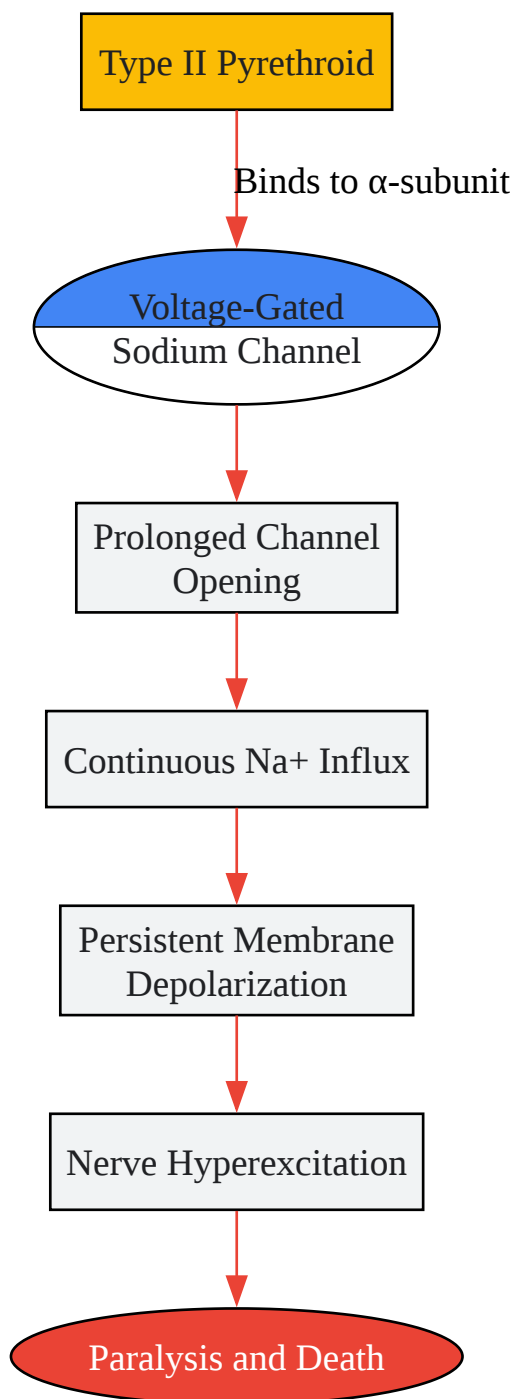 Type II Pyrethroid
Binds to α-subunit
Voltage-Gated
Sodium Channel
Prolonged Channel
Opening
Continuous Na+ Influx
Persistent Membrane
Depolarization
Nerve Hyperexcitation
Paralysis and Death